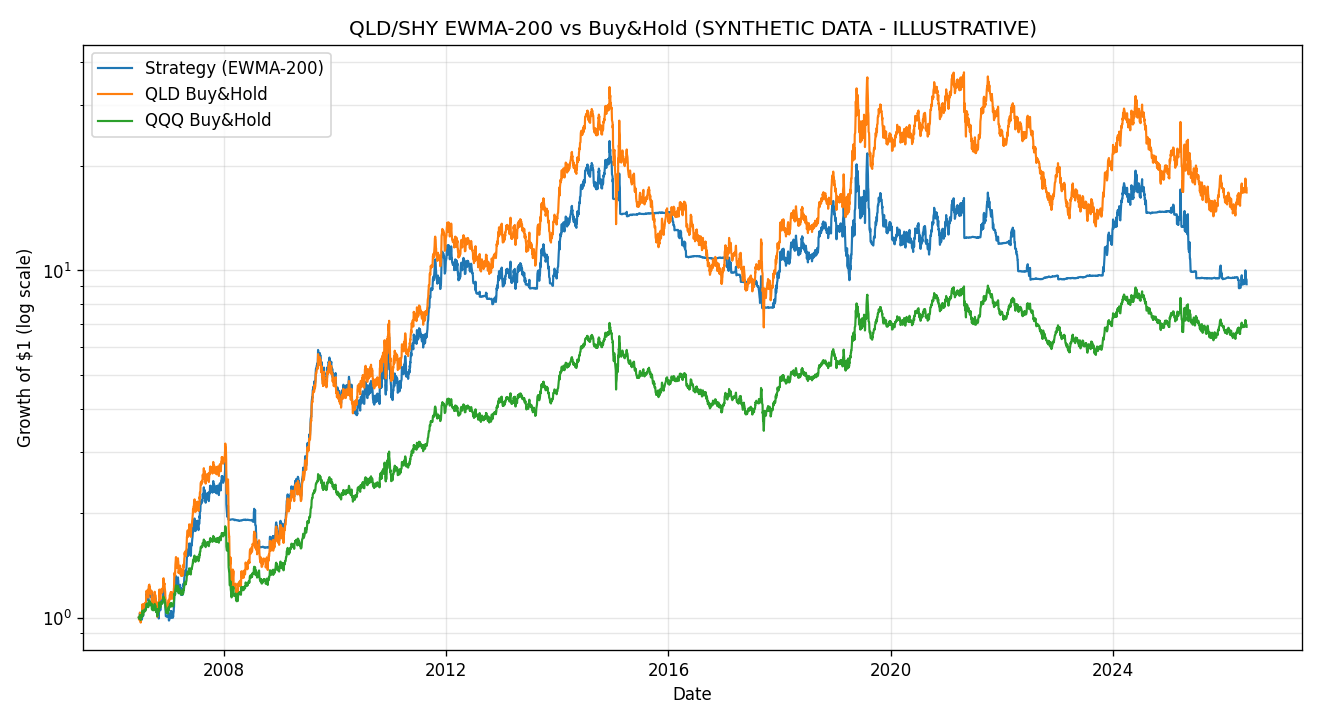 QLD/SHY EWMA-200 vs Buy&Hold (SYNTHETIC DATA - ILLUSTRATIVE)
Strategy (EWMA-200)
QLD Buy&Hold
QQQ Buy&Hold
Growth of $1 (log scale)
10¹
10⁰
2008 2012 2016 2020 2024
Date